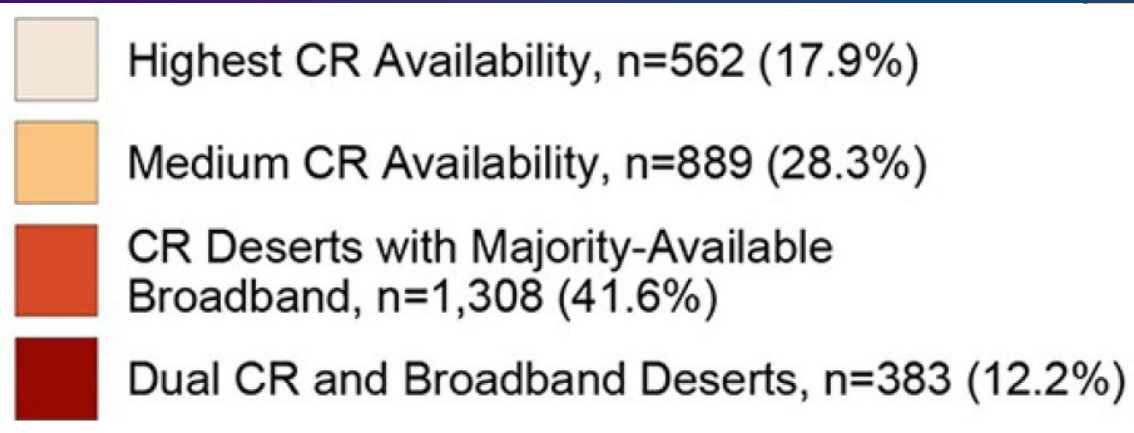 Highest CR Availability, n=562 (17.9%)
Medium CR Availability, n=889 (28.3%)
CR Deserts with Majority-Available
Broadband, n=1,308 (41.6%)
Dual CR and Broadband Deserts, n=383 (12.2%)